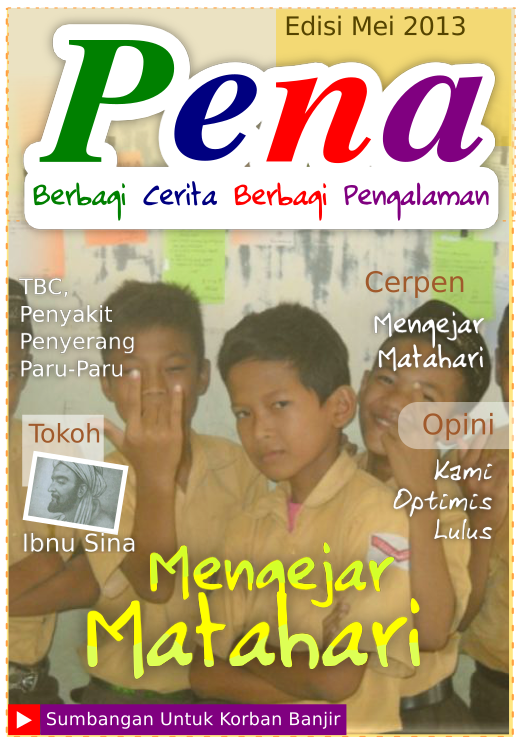 Edisi Mei 2013
Pena
Berbagi Cerita Berbagi Pengalaman
TBC,
Penyakit
Penyerang
Paru-Paru
Cerpen
Mengejar
Matahari
Tokoh
Ibnu Sina
Opini
Kami
Optimis
Lulus
Mengejar
Matahari
Sumbangan Untuk Korban Banjir